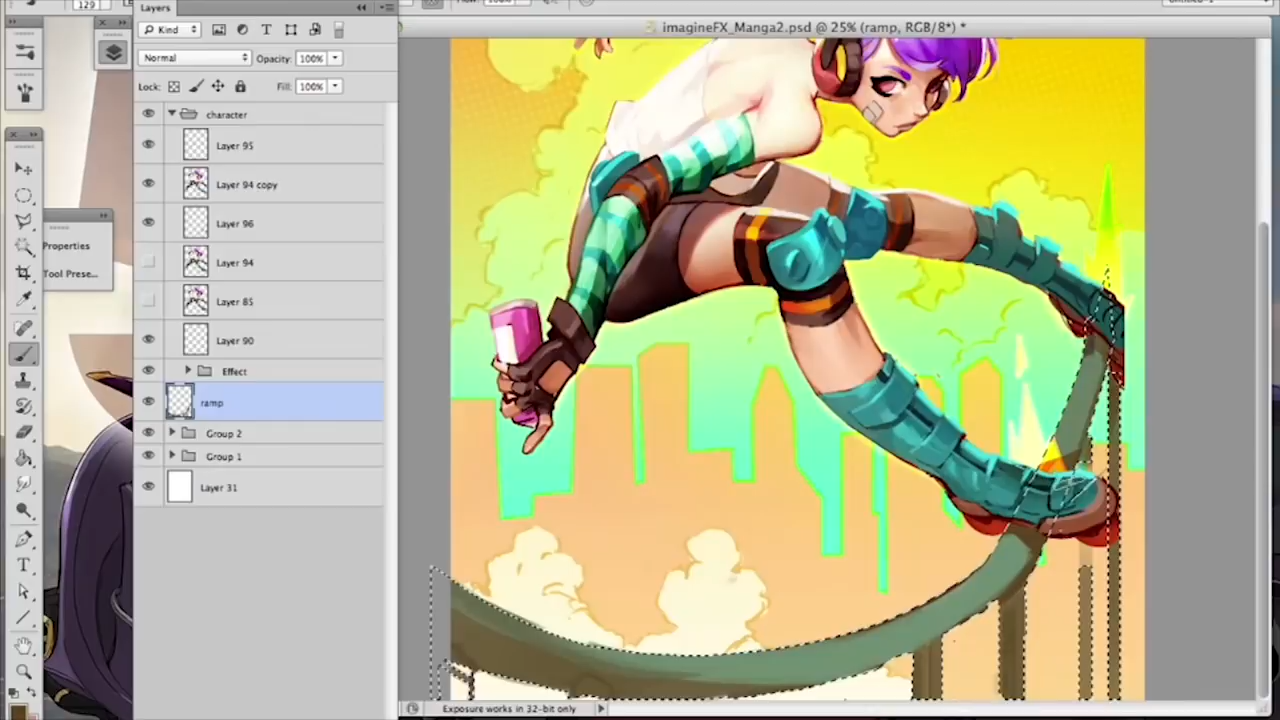 129
Layers
imagineFX_Manga2.psd @ 25% (ramp, RGB/8*) *
Kind
Normal
Opacity: 100%
Lock:
Fill: 100%
character
Layer 95
Layer 94 copy
Layer 96
Properties
Layer 94
Tool Prese...
Layer 85
Layer 90
Effect
ramp
Group 2
Group 1
Layer 31
Exposure works in 32-bit only